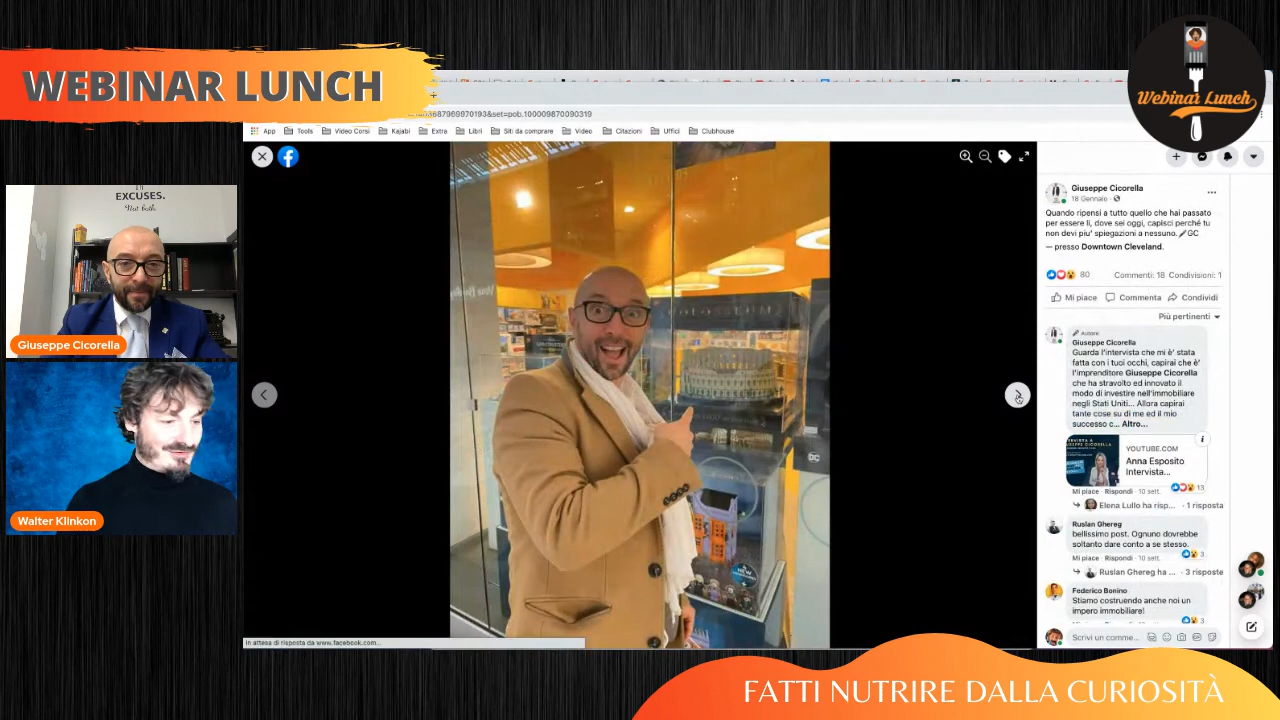 WEBINAR LUNCH
Webinar Lunch
App Tools Video Corsi Kajabi Extra Libri Siti da comprare Video Citazioni Uffici Clubhouse
EXCUSES.
Not both.
Giuseppe Cicorella
Walter Klinkon
in attesa di risposta da www.facebook.com...
DC
Giuseppe Cicorella
18 Gennaio
Quando ripensi a tutto quello che hai passato
per essere lì, dove sei oggi, capisci perché tu
non devi piu' spiegazioni a nessuno. GC
— presso Downtown Cleveland.
80 Commenti: 18 Condivisioni: 1
Mi piace Commenta Condividi
Più pertinenti
Autore
Giuseppe Cicorella
Guarda l'intervista che mi è' stata
fatta con i tuoi occhi, capirai che è'
l'imprenditore Giuseppe Cicorella
che ha stravolto ed innovato il
modo di investire nell'immobiliare
negli Stati Uniti... Allora capirai
tante cose su di me ed il mio
successo c... Altro...
YOUTUBE.COM
Anna Esposito
Intervista...
Mi piace · Rispondi · 10 sett. 13
Elena Lullo ha risp... · 1 risposta
Ruslan Ghereg
bellissimo post. Ognuno dovrebbe
soltanto dare conto a se stesso.
Mi piace · Rispondi · 10 sett. 3
Ruslan Ghereg ha ... · 3 risposte
Federico Bonino
Stiamo costruendo anche noi un
impero immobiliare!
3
Scrivi un comme...
FATTI NUTRIRE DALLA CURIOSITÀ